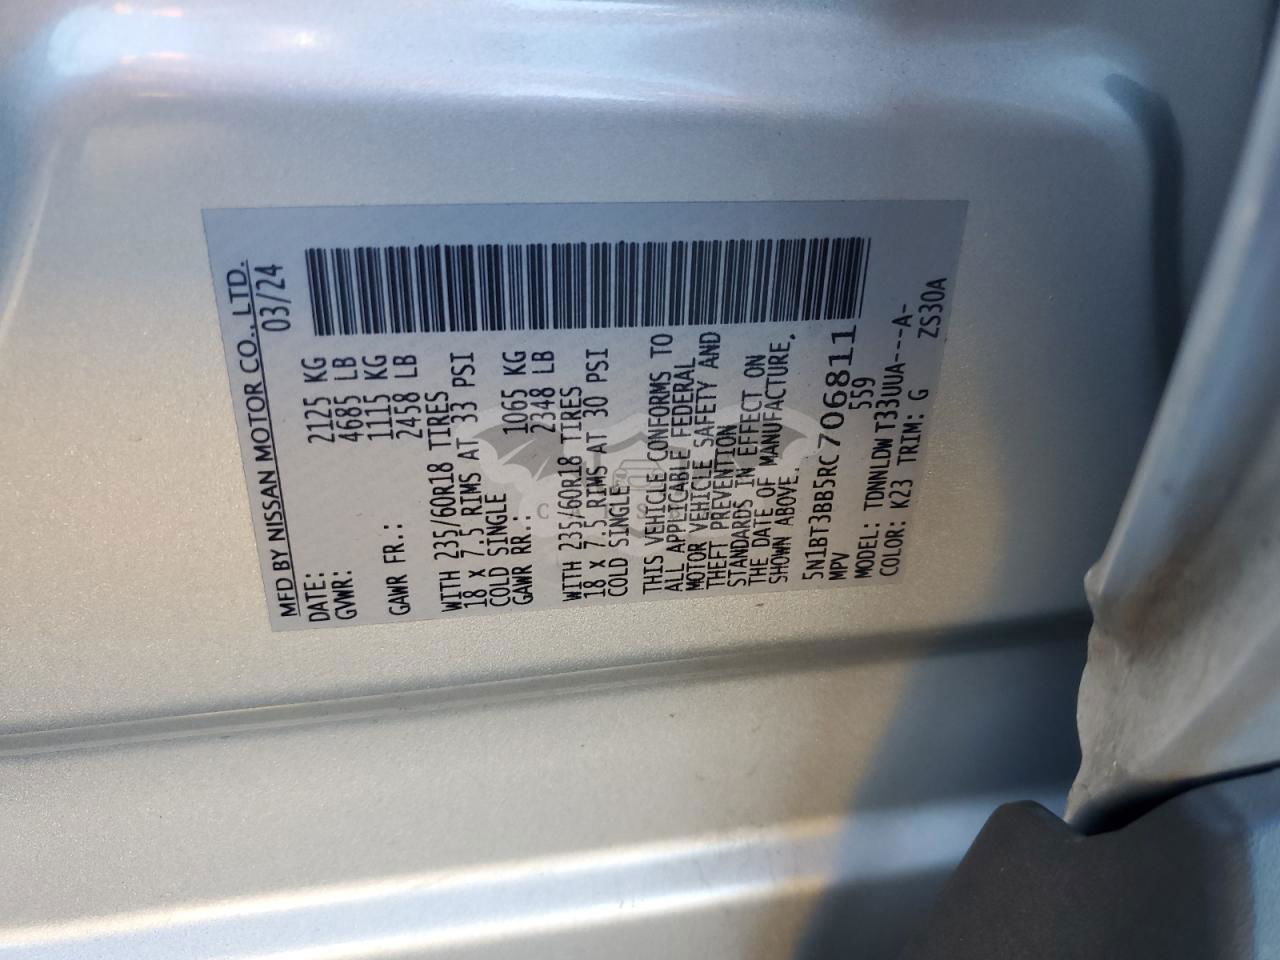 MFD BY NISSAN MOTOR CO., LTD.
DATE: 03/24
GVWR: 2125 KG
4685 LB
GAWR FR.: 1115 KG
2458 LB
WITH 235/60R18 TIRES
18 X 7.5 RIMS AT 33 PSI
COLD SINGLE
GAWR RR.: 1065 KG
2348 LB
WITH 235/60R18 TIRES
18 X 7.5 RIMS AT 30 PSI
COLD SINGLE
THIS VEHICLE CONFORMS TO
ALL APPLICABLE FEDERAL
MOTOR VEHICLE SAFETY AND
THEFT PREVENTION
STANDARDS IN EFFECT ON
THE DATE OF MANUFACTURE,
SHOWN ABOVE.
5N1BT3BB5RC706811
MPV 559
MODEL: TDNNLDW T33UUA----A-
COLOR: K23 TRIM: G ZS30A